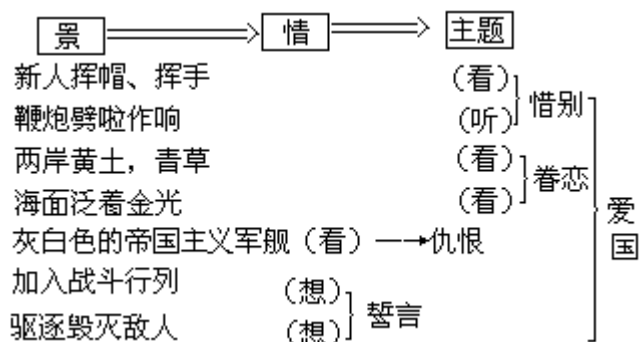 景 情 主题
新人挥帽、挥手 (看)
鞭炮劈啦作响 (听)
惜别
两岸黄土，青草 (看)
海面泛着金光 (看)
眷恋
灰白色的帝国主义军舰（看）仇恨
加入战斗行列 (想)
驱逐毁灭敌人 (想)
誓言
爱国